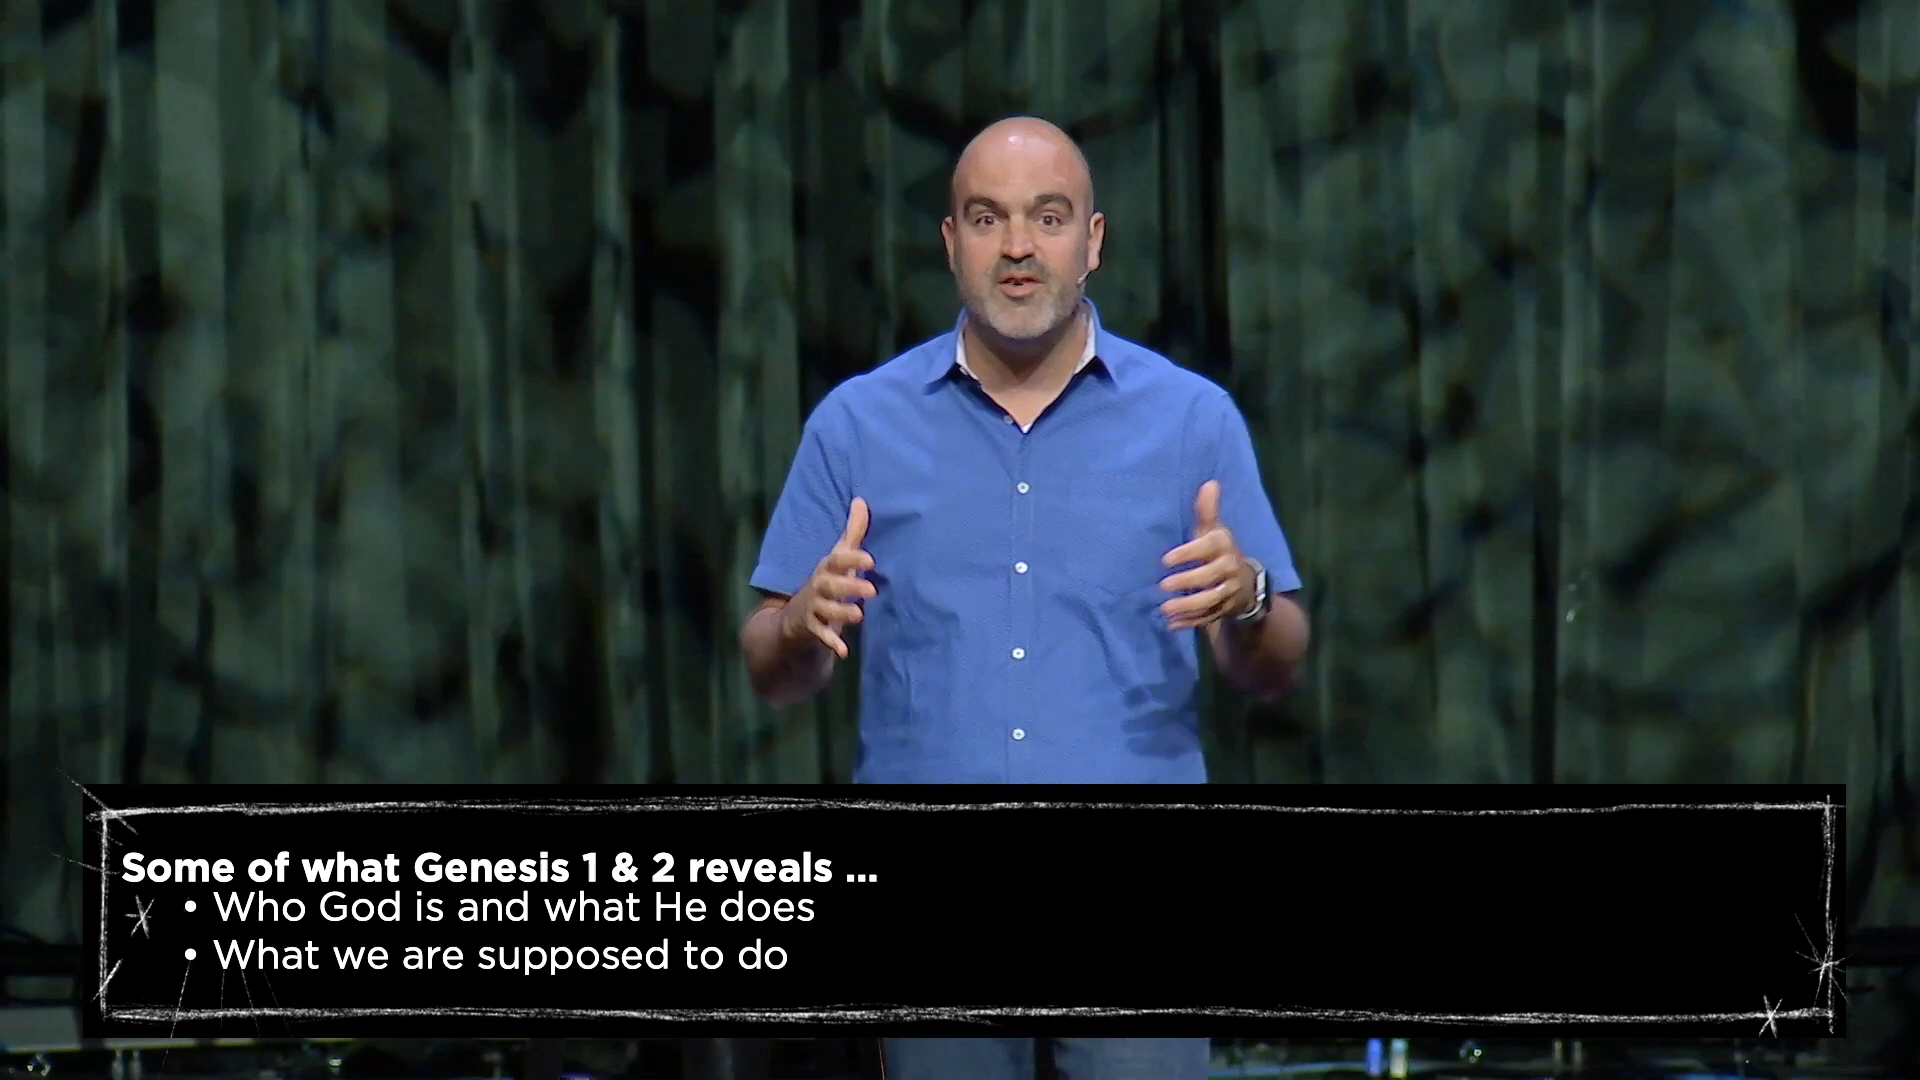 Some of what Genesis 1 & 2 reveals ...
• Who God is and what He does
• What we are supposed to do